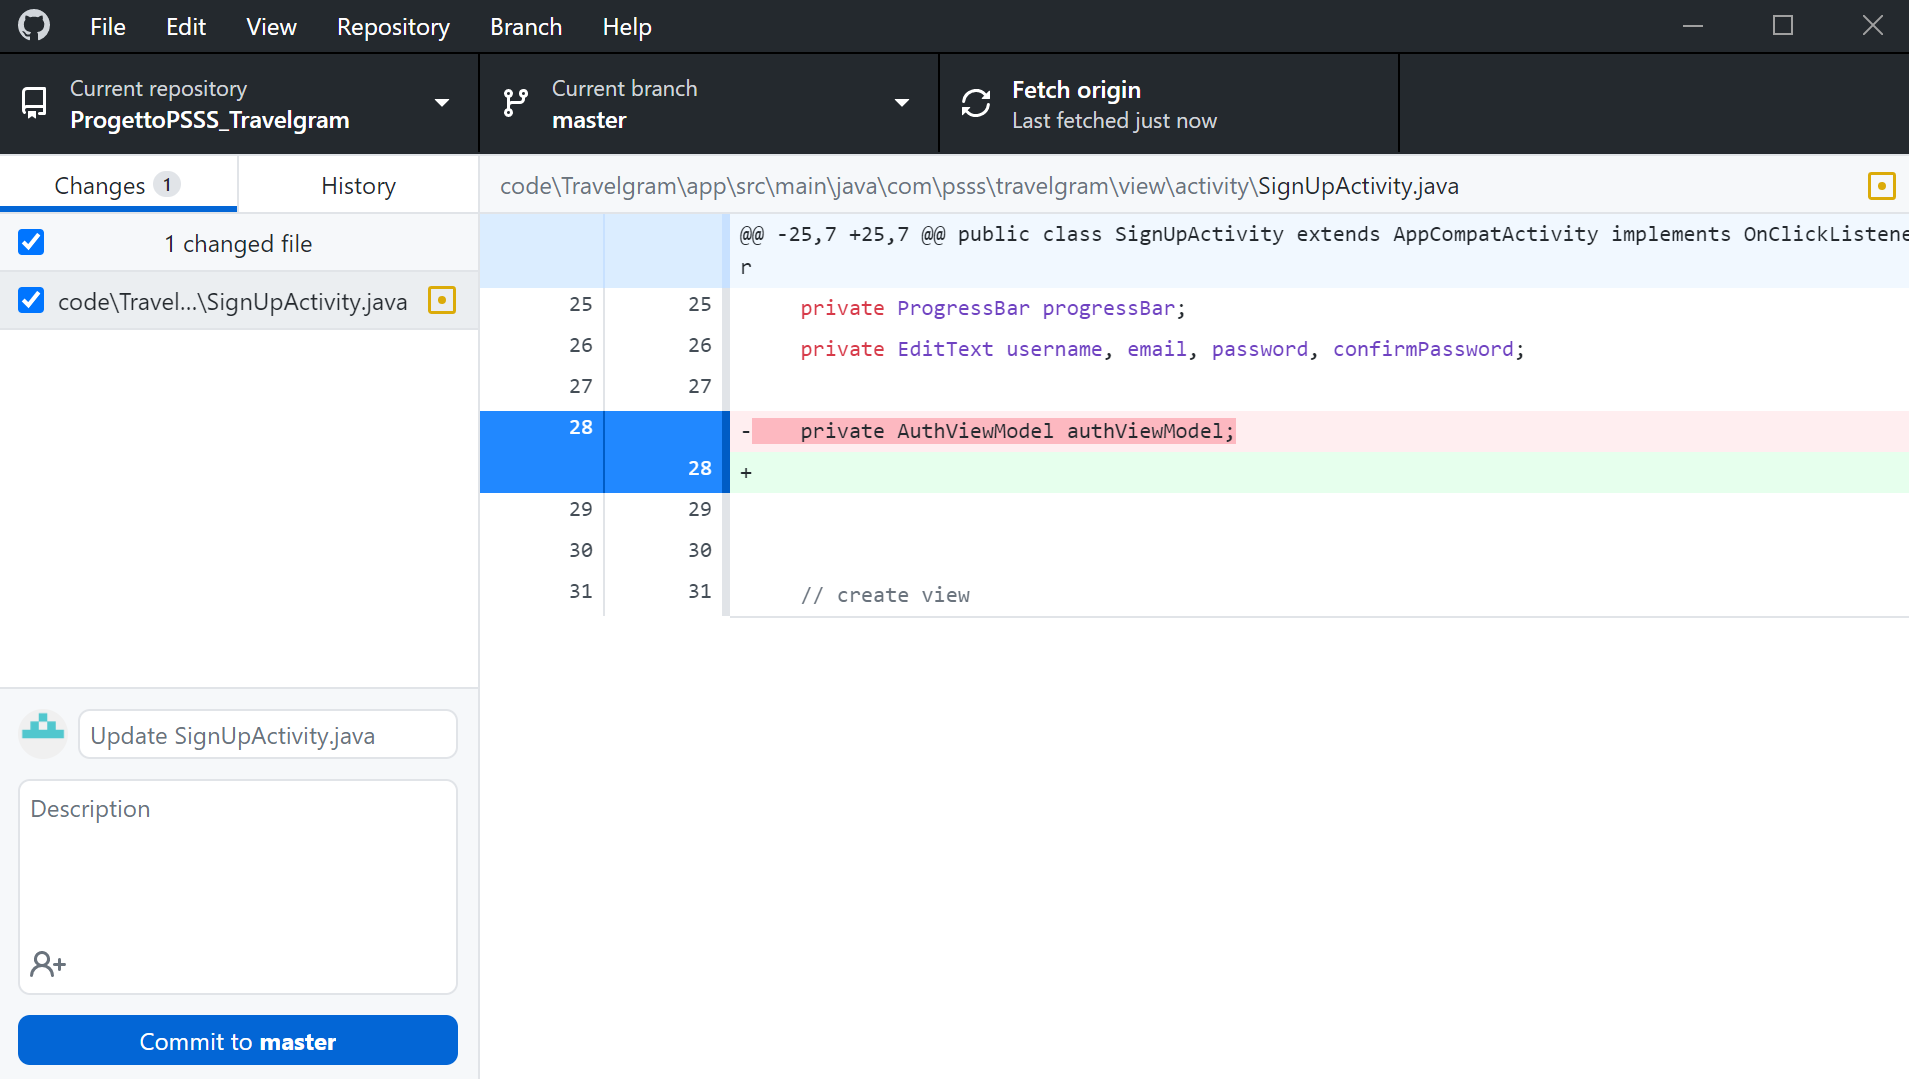 File Edit View Repository Branch Help
Current repository
ProgettoPSSS_Travelgram
Current branch
master
Fetch origin
Last fetched just now
Changes 1
History
code\Travelgram\app\src\main\java\com\psss\travelgram\view\activity\SignUpActivity.java
1 changed file
code\Travel...\SignUpActivity.java
@@ -25,7 +25,7 @@ public class SignUpActivity extends AppCompatActivity implements OnClickListene
r
25 25 private ProgressBar progressBar;
26 26 private EditText username, email, password, confirmPassword;
27 27
28 - private AuthViewModel authViewModel;
28 +
29 29
30 30
31 31 // create view
Update SignUpActivity.java
Description
Commit to master